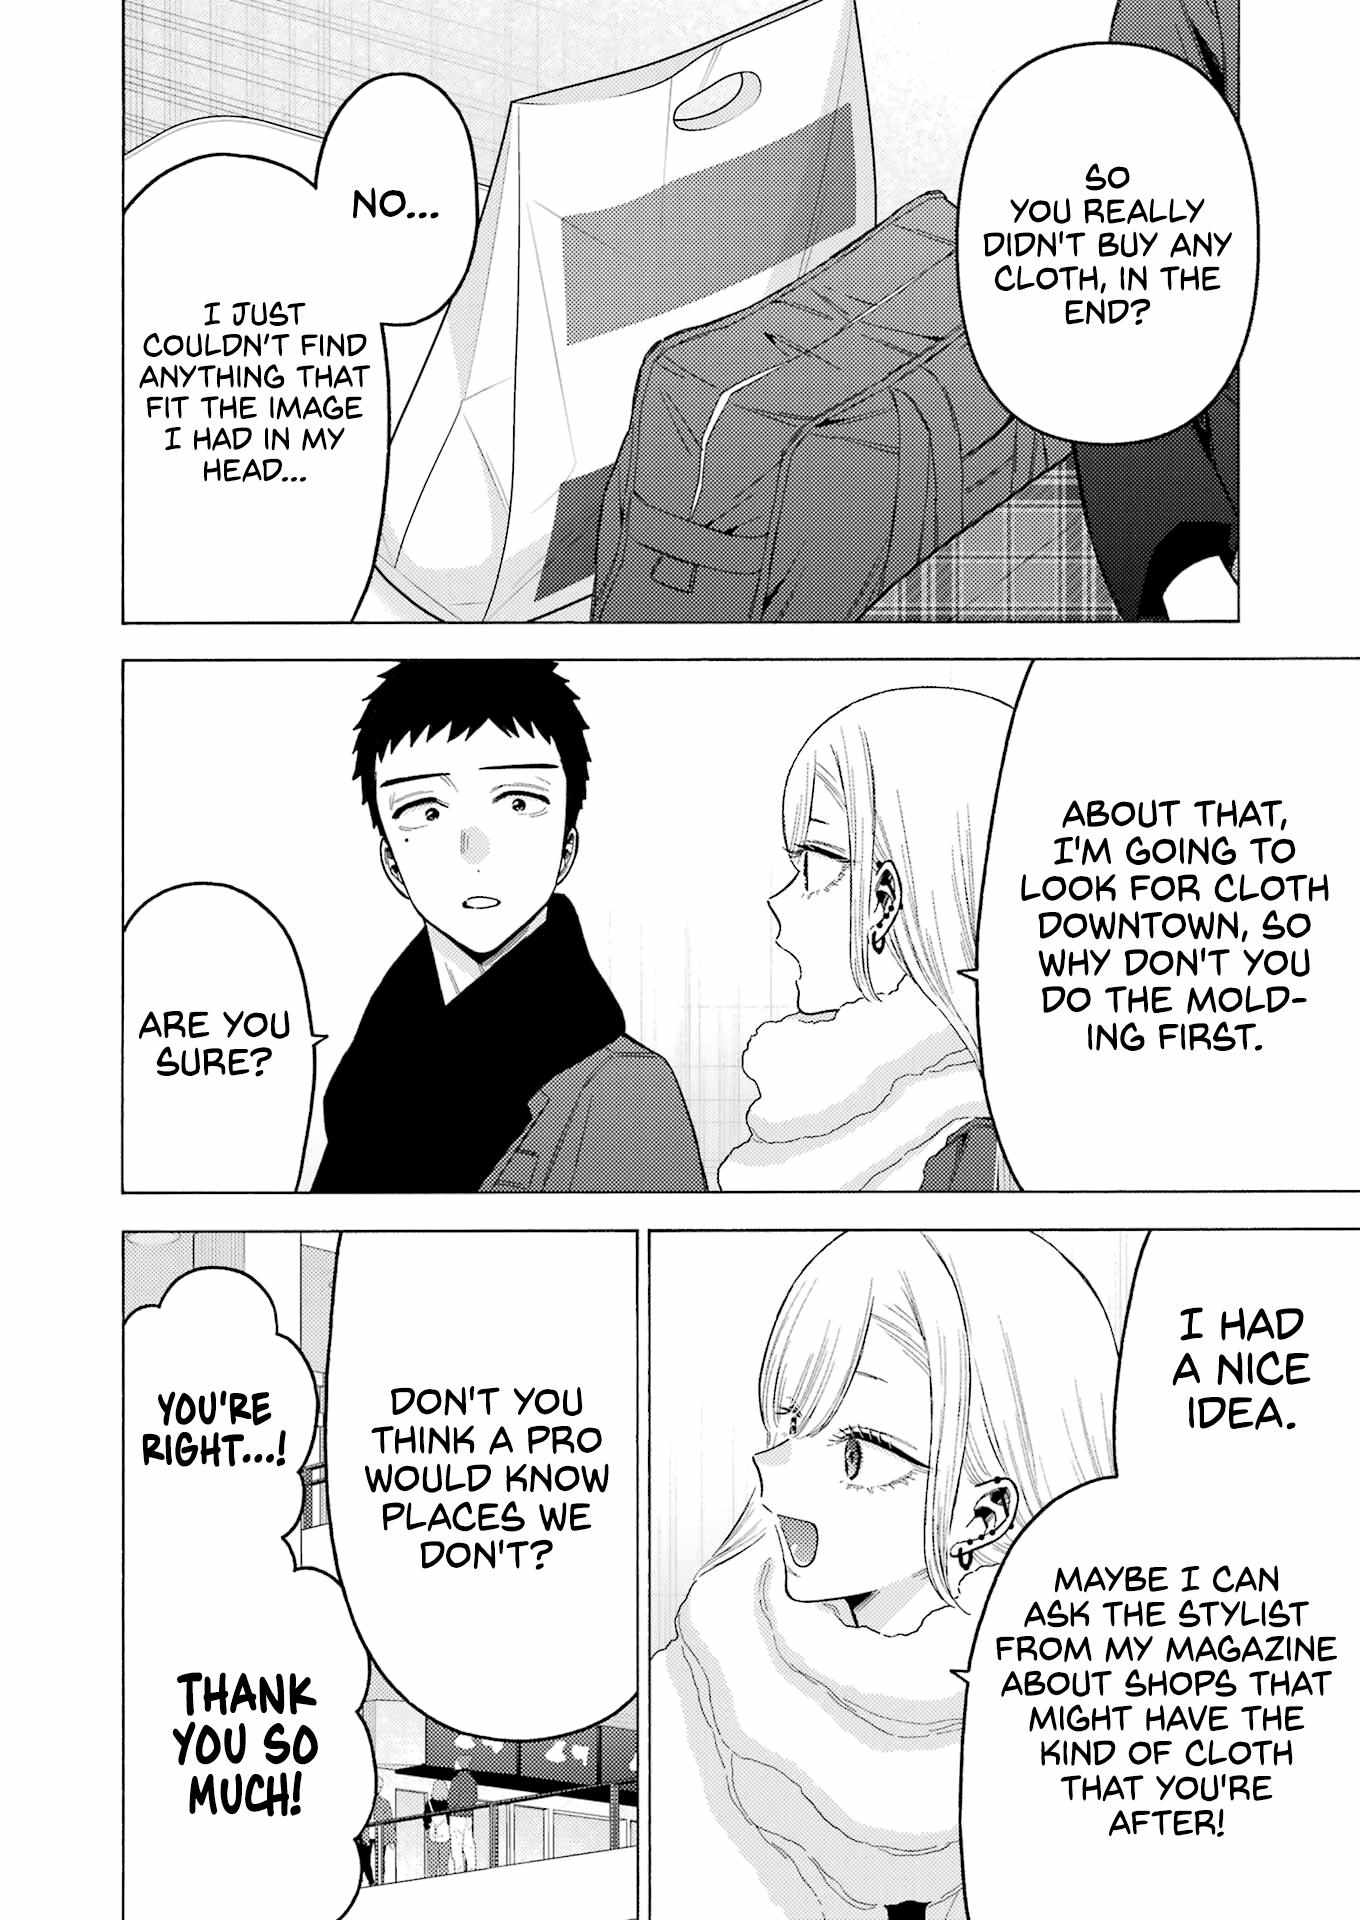 SO
YOU REALLY
DIDN'T BUY ANY
CLOTH, IN THE
END?
NO...
I JUST
COULDN'T FIND
ANYTHING THAT
FIT THE IMAGE
I HAD IN MY
HEAD...
ABOUT THAT,
I'M GOING TO
LOOK FOR CLOTH
DOWNTOWN, SO
WHY DON'T YOU
DO THE MOLD-
ING FIRST.
ARE YOU
SURE?
I HAD
A NICE
IDEA.
MAYBE I CAN
ASK THE STYLIST
FROM MY MAGAZINE
ABOUT SHOPS THAT
MIGHT HAVE THE
KIND OF CLOTH
THAT YOU'RE
AFTER!
DON'T YOU
THINK A PRO
WOULD KNOW
PLACES WE
DON'T?
YOU'RE
RIGHT...!
THANK
YOU SO
MUCH!